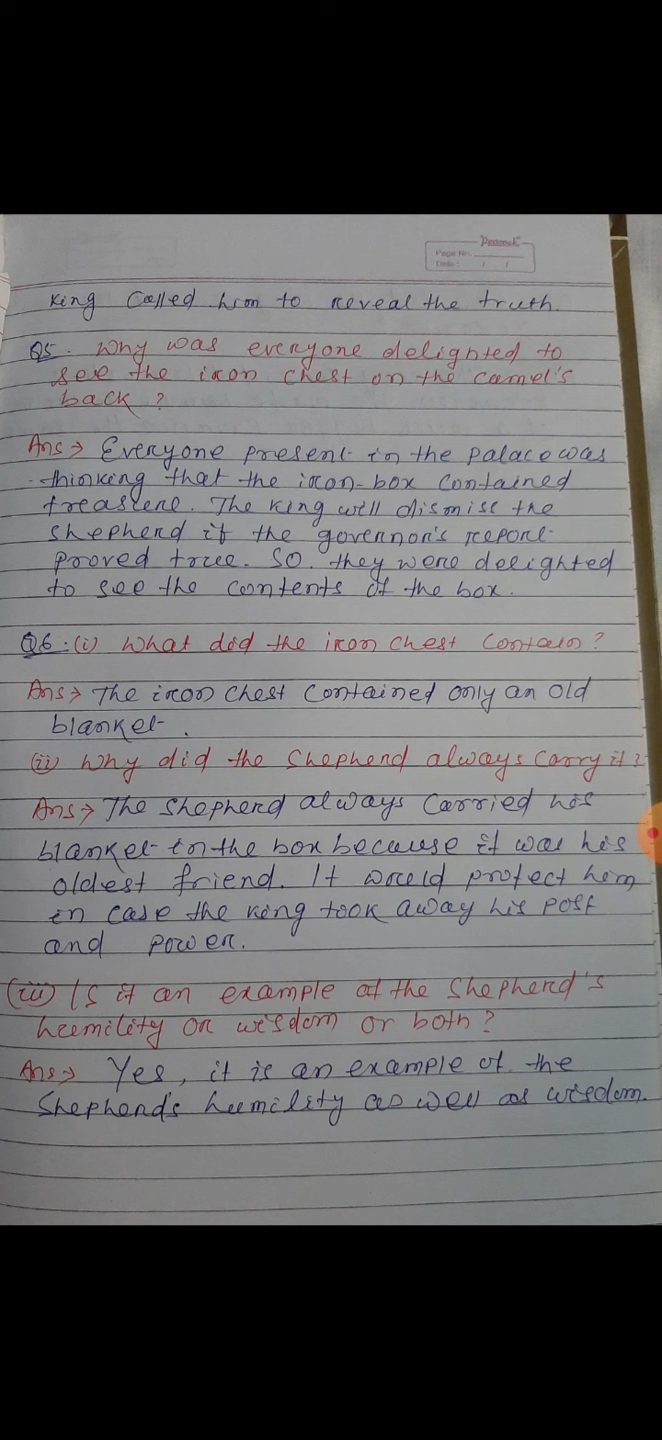 Page No.
Date : / /
King Called him to reveal the truth.
Q5. Why was everyone delighted to
see the iron chest on the camel's
back ?
Ans → Everyone present in the palace was
thinking that the iron-box contained
treasure. The king will dismiss the
shepherd if the governor's report
proved true. So. they were delighted
to see the contents of the box.
Q6 : (i) What did the iron chest contain ?
Ans → The iron chest contained only an old
blanket.
(ii) Why did the Shepherd always carry it ?
Ans → The Shepherd always carried his
blanket in the box because it was his
oldest friend. It would protect him
in case the king took away his post
and power.
(iii) Is it an example of the Shepherd's
humility or wisdom or both ?
Ans → Yes, it is an example of the
Shepherd's humility as well as wisdom.